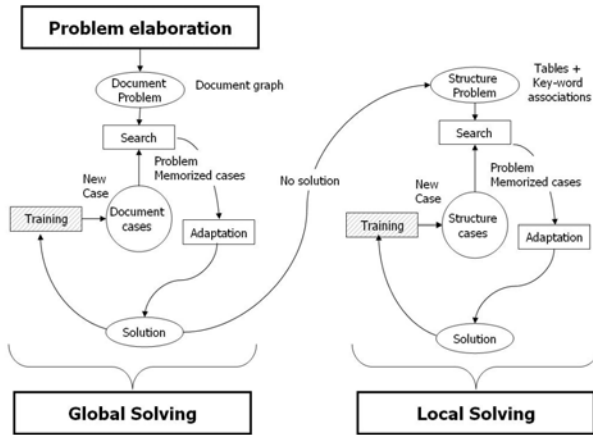 Problem elaboration
Document
Problem
Document graph
Search
Problem
Memorized cases
New
Case
Training
Document
cases
Adaptation
Solution
Global Solving
No solution
Structure
Problem
Tables +
Key-word
associations
Search
Problem
Memorized cases
New
Case
Training
Structure
cases
Adaptation
Solution
Local Solving